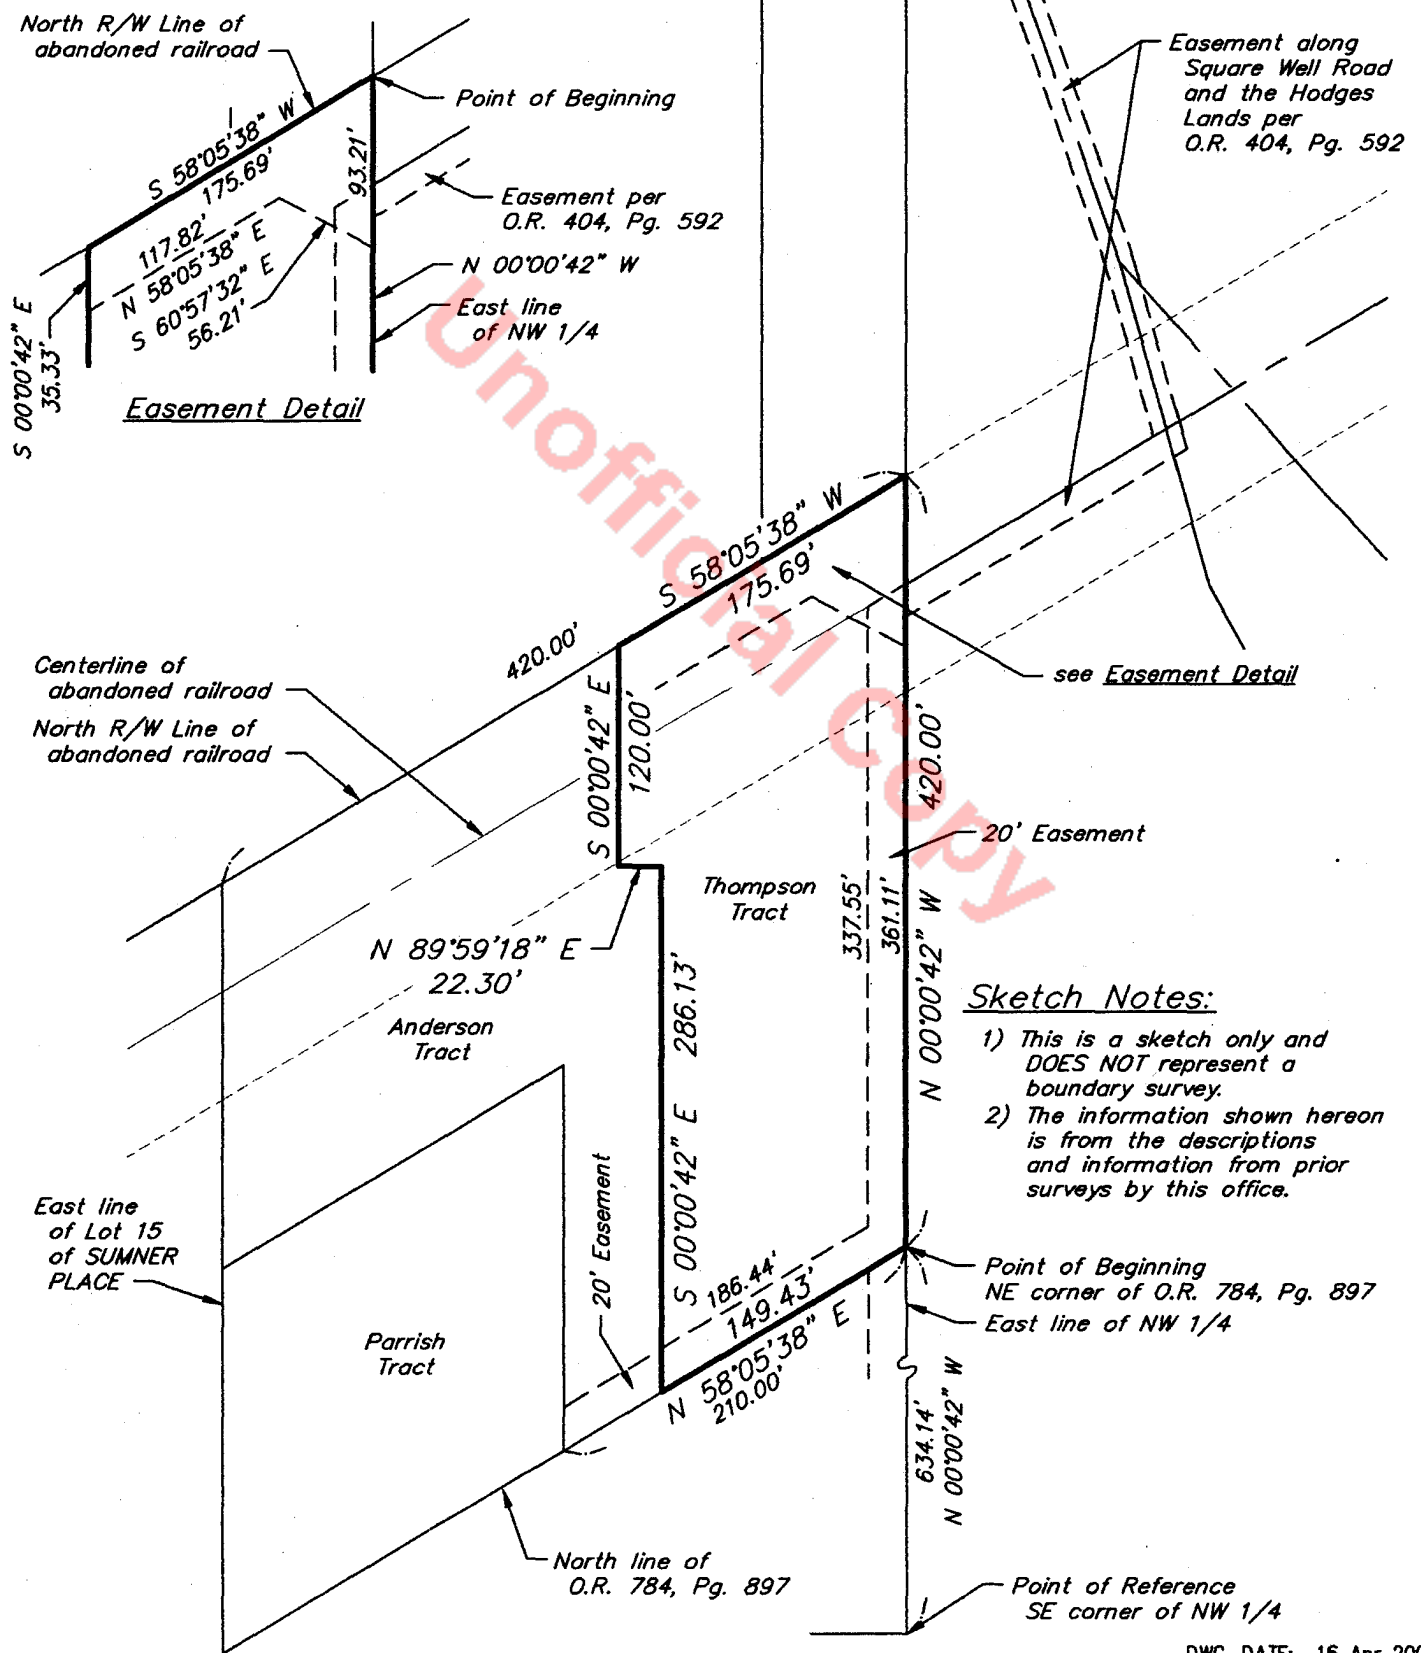 North R/W Line of
abandoned railroad
Point of Beginning
S 58°05'38" W
175.69'
93.21'
Easement per
O.R. 404, Pg. 592
117.82'
N 58°05'38" E
S 60°57'32" E
56.21'
N 00°00'42" W
East line
of NW 1/4
S 00°00'42" E
35.33'
Easement Detail
Easement along
Square Well Road
and the Hodges
Lands per
O.R. 404, Pg. 592
Unofficial Copy
S 58°05'38" W
175.69'
420.00'
see Easement Detail
Centerline of
abandoned railroad
North R/W Line of
abandoned railroad
S 00°00'42" E
120.00'
420.00'
N 00°00'42" W
20' Easement
Thompson
Tract
337.55'
361.11'
N 89°59'18" E
22.30'
Anderson
Tract
S 00°00'42" E 286.13'
Sketch Notes:
1) This is a sketch only and
DOES NOT represent a
boundary survey.
2) The information shown hereon
is from the descriptions
and information from prior
surveys by this office.
East line
of Lot 15
of SUMNER
PLACE
20' Easement
186.44'
149.43'
N 58°05'38" E
210.00'
Point of Beginning
NE corner of O.R. 784, Pg. 897
East line of NW 1/4
Parrish
Tract
634.14'
N 00°00'42" W
North line of
O.R. 784, Pg. 897
Point of Reference
SE corner of NW 1/4
DWG DATE: 16 Apr 200